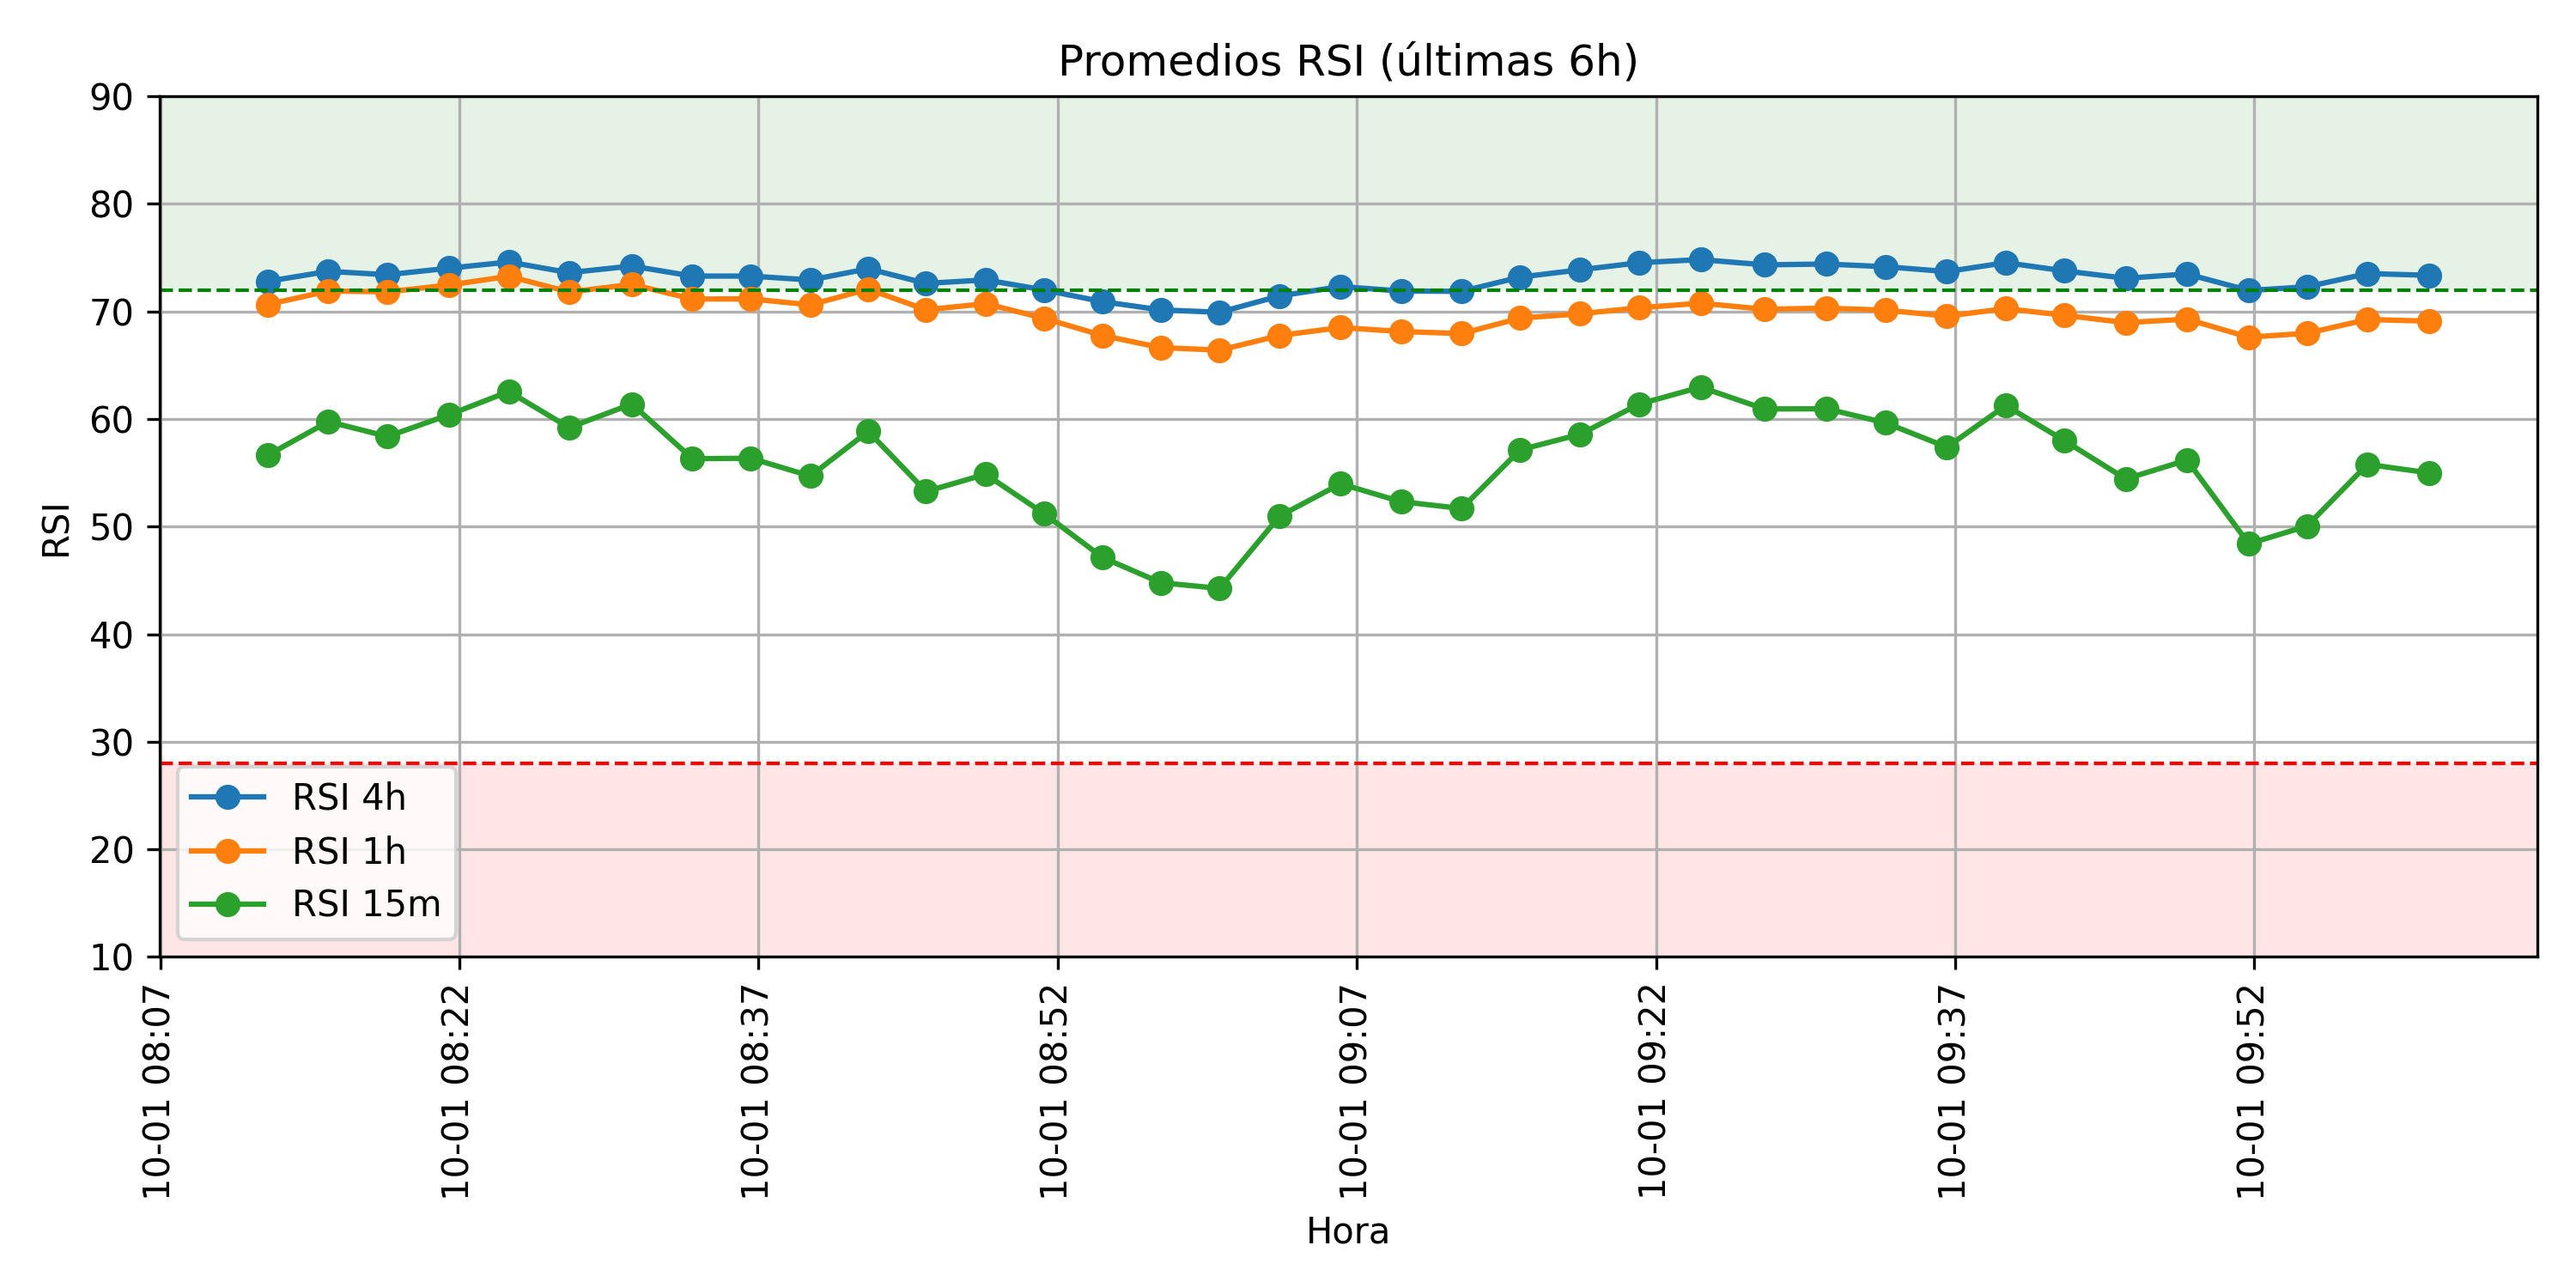 Promedios RSI (últimas 6h)
90
80
70
60
50
40
30
20
10
RSI
RSI 4h
RSI 1h
RSI 15m
10-01 08:07
10-01 08:22
10-01 08:37
10-01 08:52
10-01 09:07
10-01 09:22
10-01 09:37
10-01 09:52
Hora